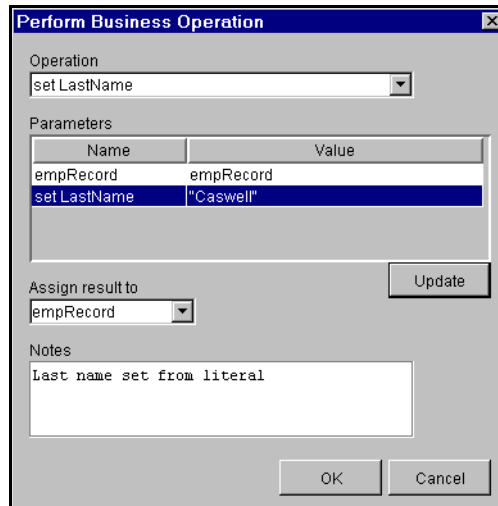 Perform Business Operation
Operation
set LastName
Parameters
Name Value
empRecord empRecord
set LastName "Caswell"
Update
Assign result to
empRecord
Notes
Last name set from literal
OK Cancel